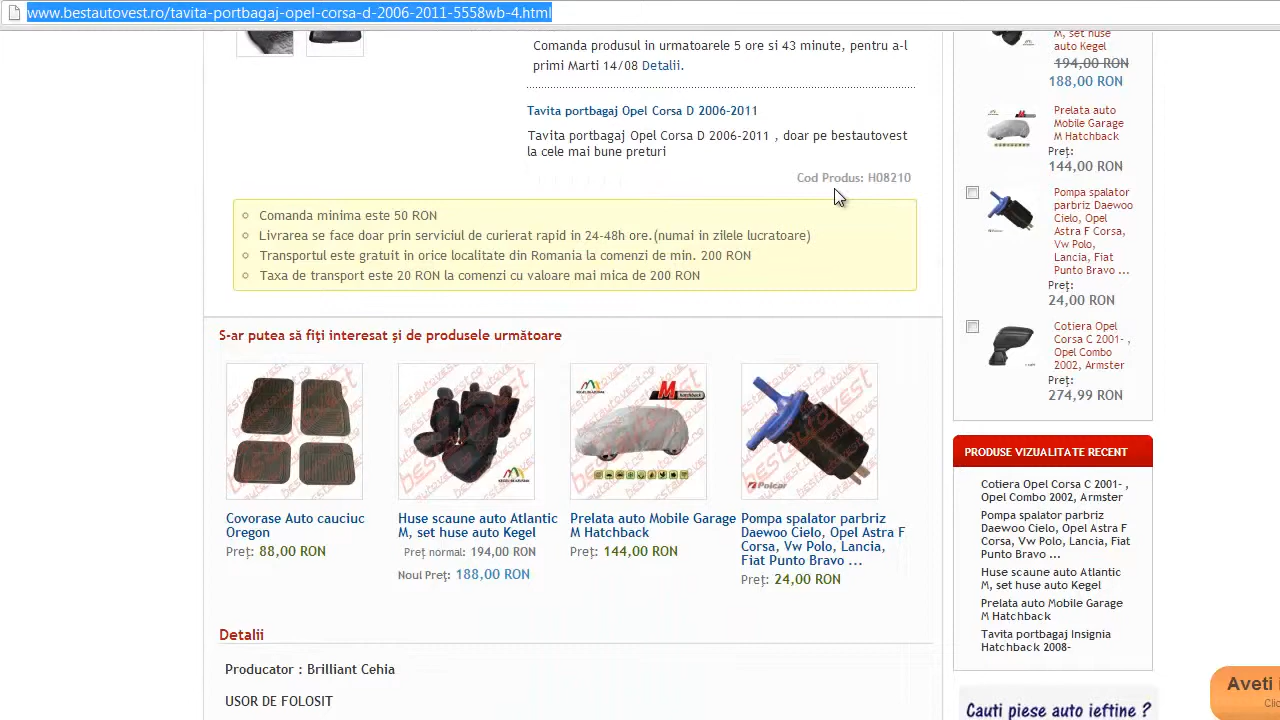 www.bestautovest.ro/tavita-portbagaj-opel-corsa-d-2006-2011-5558wb-4.html
Comanda produsul in urmatoarele 5 ore si 43 minute, pentru a-l
primi Marti 14/08 Detalii.
Tavita portbagaj Opel Corsa D 2006-2011
Tavita portbagaj Opel Corsa D 2006-2011 , doar pe bestautovest
la cele mai bune preturi
Cod Produs: H08210
Comanda minima este 50 RON
Livrarea se face doar prin serviciul de curierat rapid in 24-48h ore.(numai in zilele lucratoare)
Transportul este gratuit in orice localitate din Romania la comenzi de min. 200 RON
Taxa de transport este 20 RON la comenzi cu valoare mai mica de 200 RON
S-ar putea să fiți interesat și de produsele următoare
Covorase Auto cauciuc
Oregon
Preț: 88,00 RON
Huse scaune auto Atlantic
M, set huse auto Kegel
Preț normal: 194,00 RON
Noul Preț: 188,00 RON
M
hatchback
Prelata auto Mobile Garage
M Hatchback
Preț: 144,00 RON
Polcar
Pompa spalator parbriz
Daewoo Cielo, Opel Astra F
Corsa, Vw Polo, Lancia,
Fiat Punto Bravo ...
Preț: 24,00 RON
Detalii
Producator : Brilliant Cehia
USOR DE FOLOSIT
M, set huse
auto Kegel
194,00 RON
188,00 RON
Prelata auto
Mobile Garage
M Hatchback
Preț:
144,00 RON
Pompa spalator
parbriz Daewoo
Cielo, Opel
Astra F Corsa,
Vw Polo,
Lancia, Fiat
Punto Bravo ...
Preț:
24,00 RON
Cotiera Opel
Corsa C 2001- ,
Opel Combo
2002, Armster
Preț:
274,99 RON
PRODUSE VIZUALITATE RECENT
Cotiera Opel Corsa C 2001- ,
Opel Combo 2002, Armster
Pompa spalator parbriz
Daewoo Cielo, Opel Astra F
Corsa, Vw Polo, Lancia, Fiat
Punto Bravo ...
Huse scaune auto Atlantic
M, set huse auto Kegel
Prelata auto Mobile Garage
M Hatchback
Tavita portbagaj Insignia
Hatchback 2008-
Cauti piese auto ieftine ?
Aveti